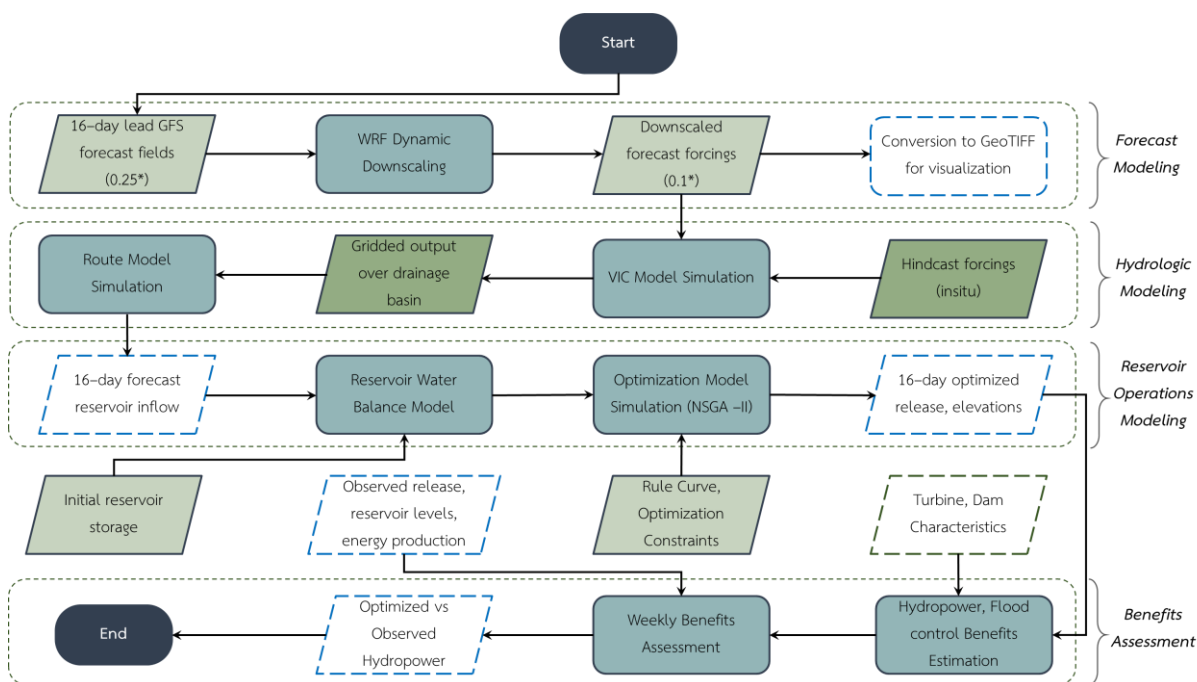 Start
16-day lead GFS
forecast fields
(0.25°)
WRF Dynamic
Downscaling
Downscaled
forecast forcings
(0.1°)
Conversion to GeoTIFF
for visualization
Forecast
Modeling
Route Model
Simulation
Gridded output
over drainage
basin
VIC Model Simulation
Hindcast forcings
(insitu)
Hydrologic
Modeling
16-day forecast
reservoir inflow
Reservoir Water
Balance Model
Optimization Model
Simulation (NSGA -II)
16-day optimized
release, elevations
Reservoir
Operations
Modeling
Initial reservoir
storage
Observed release,
reservoir levels,
energy production
Rule Curve,
Optimization
Constraints
Turbine, Dam
Characteristics
End
Optimized vs
Observed
Hydropower
Weekly Benefits
Assessment
Hydropower, Flood
control Benefits
Estimation
Benefits
Assessment